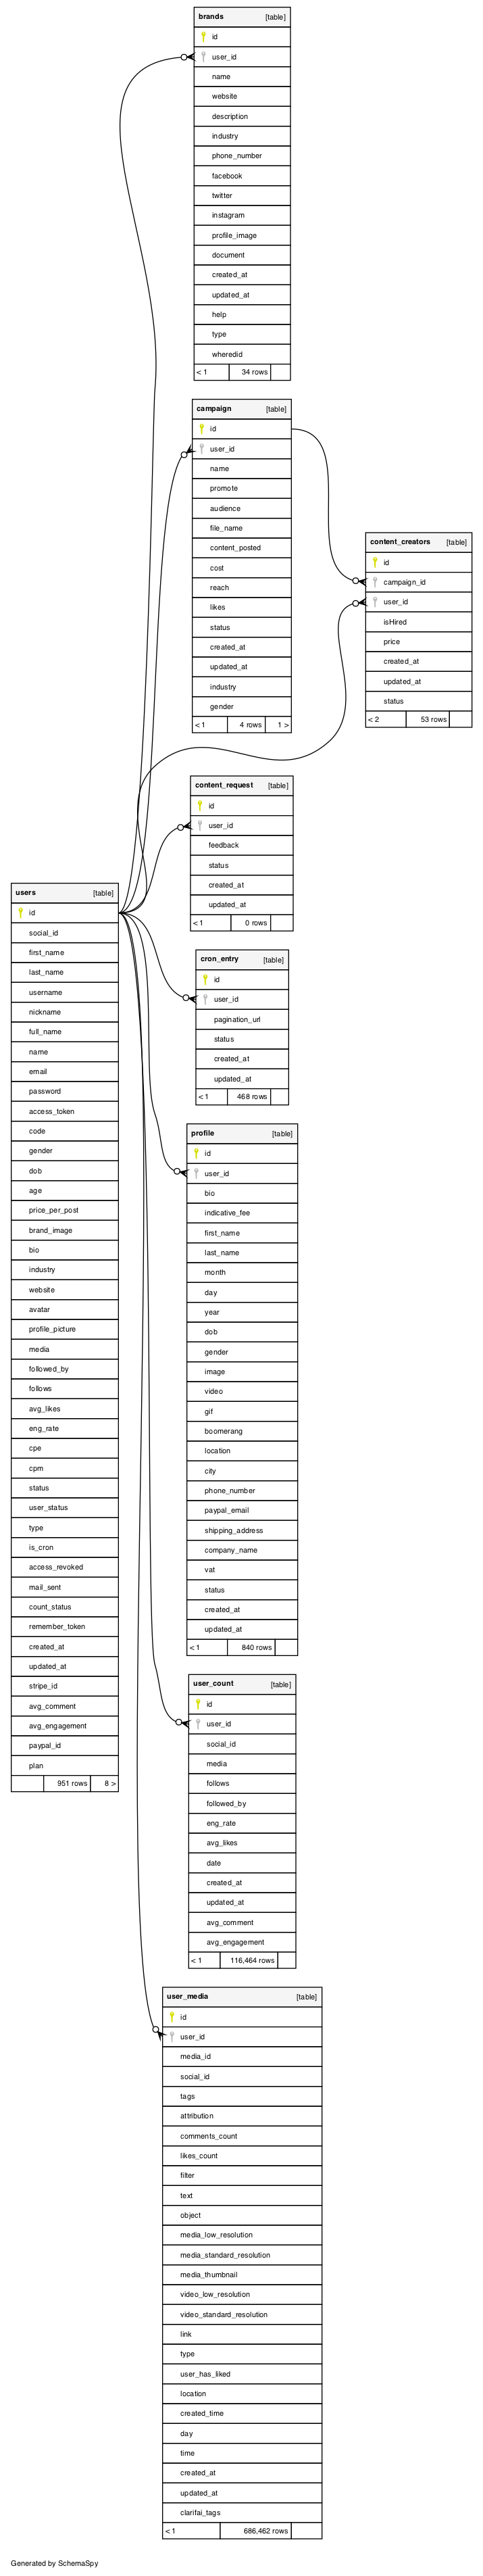 brands [table]
id
user_id
name
website
description
industry
phone_number
facebook
twitter
instagram
profile_image
document
created_at
updated_at
help
type
wheredid
< 1 34 rows
campaign [table]
id
user_id
name
promote
audience
file_name
content_posted
cost
reach
likes
status
created_at
updated_at
industry
gender
< 1 4 rows 1 >
content_creators [table]
id
campaign_id
user_id
isHired
price
created_at
updated_at
status
< 2 53 rows
content_request [table]
id
user_id
feedback
status
created_at
updated_at
< 1 0 rows
users [table]
id
social_id
first_name
last_name
username
nickname
full_name
name
email
password
access_token
code
gender
dob
age
price_per_post
brand_image
bio
industry
website
avatar
profile_picture
media
followed_by
follows
avg_likes
eng_rate
cpe
cpm
status
user_status
type
is_cron
access_revoked
mail_sent
count_status
remember_token
created_at
updated_at
stripe_id
avg_comment
avg_engagement
paypal_id
plan
951 rows 8 >
cron_entry [table]
id
user_id
pagination_url
status
created_at
updated_at
< 1 468 rows
profile [table]
id
user_id
bio
indicative_fee
first_name
last_name
month
day
year
dob
gender
image
video
gif
boomerang
location
city
phone_number
paypal_email
shipping_address
company_name
vat
status
created_at
updated_at
< 1 840 rows
user_count [table]
id
user_id
social_id
media
follows
followed_by
eng_rate
avg_likes
date
created_at
updated_at
avg_comment
avg_engagement
< 1 116,464 rows
user_media [table]
id
user_id
media_id
social_id
tags
attribution
comments_count
likes_count
filter
text
object
media_low_resolution
media_standard_resolution
media_thumbnail
video_low_resolution
video_standard_resolution
link
type
user_has_liked
location
created_time
day
time
created_at
updated_at
clarifai_tags
< 1 686,462 rows
Generated by SchemaSpy